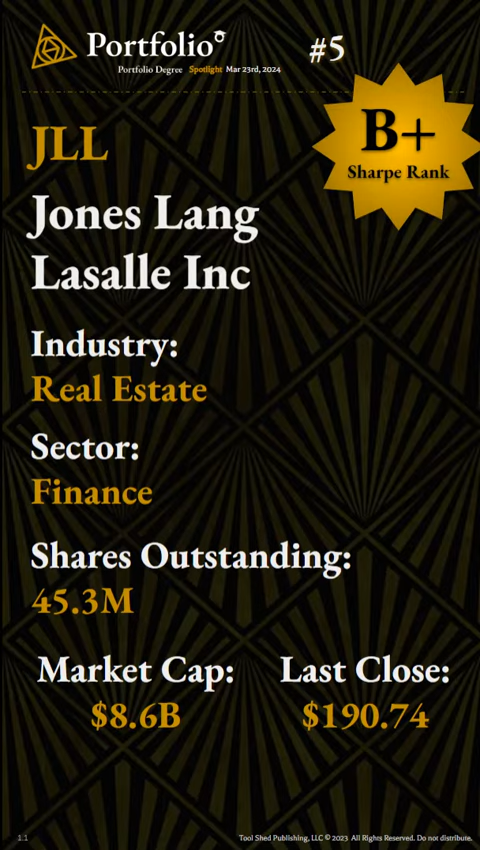 Portfolio°
#5
Portfolio Degree Spotlight Mar 23rd, 2024
B+
Sharpe Rank
JLL
Jones Lang
Lasalle Inc
Industry:
Real Estate
Sector:
Finance
Shares Outstanding:
45.3M
Market Cap: Last Close:
$8.6B $190.74
1.1 Tool Shed Publishing, LLC © 2023 All Rights Reserved. Do not distribute.